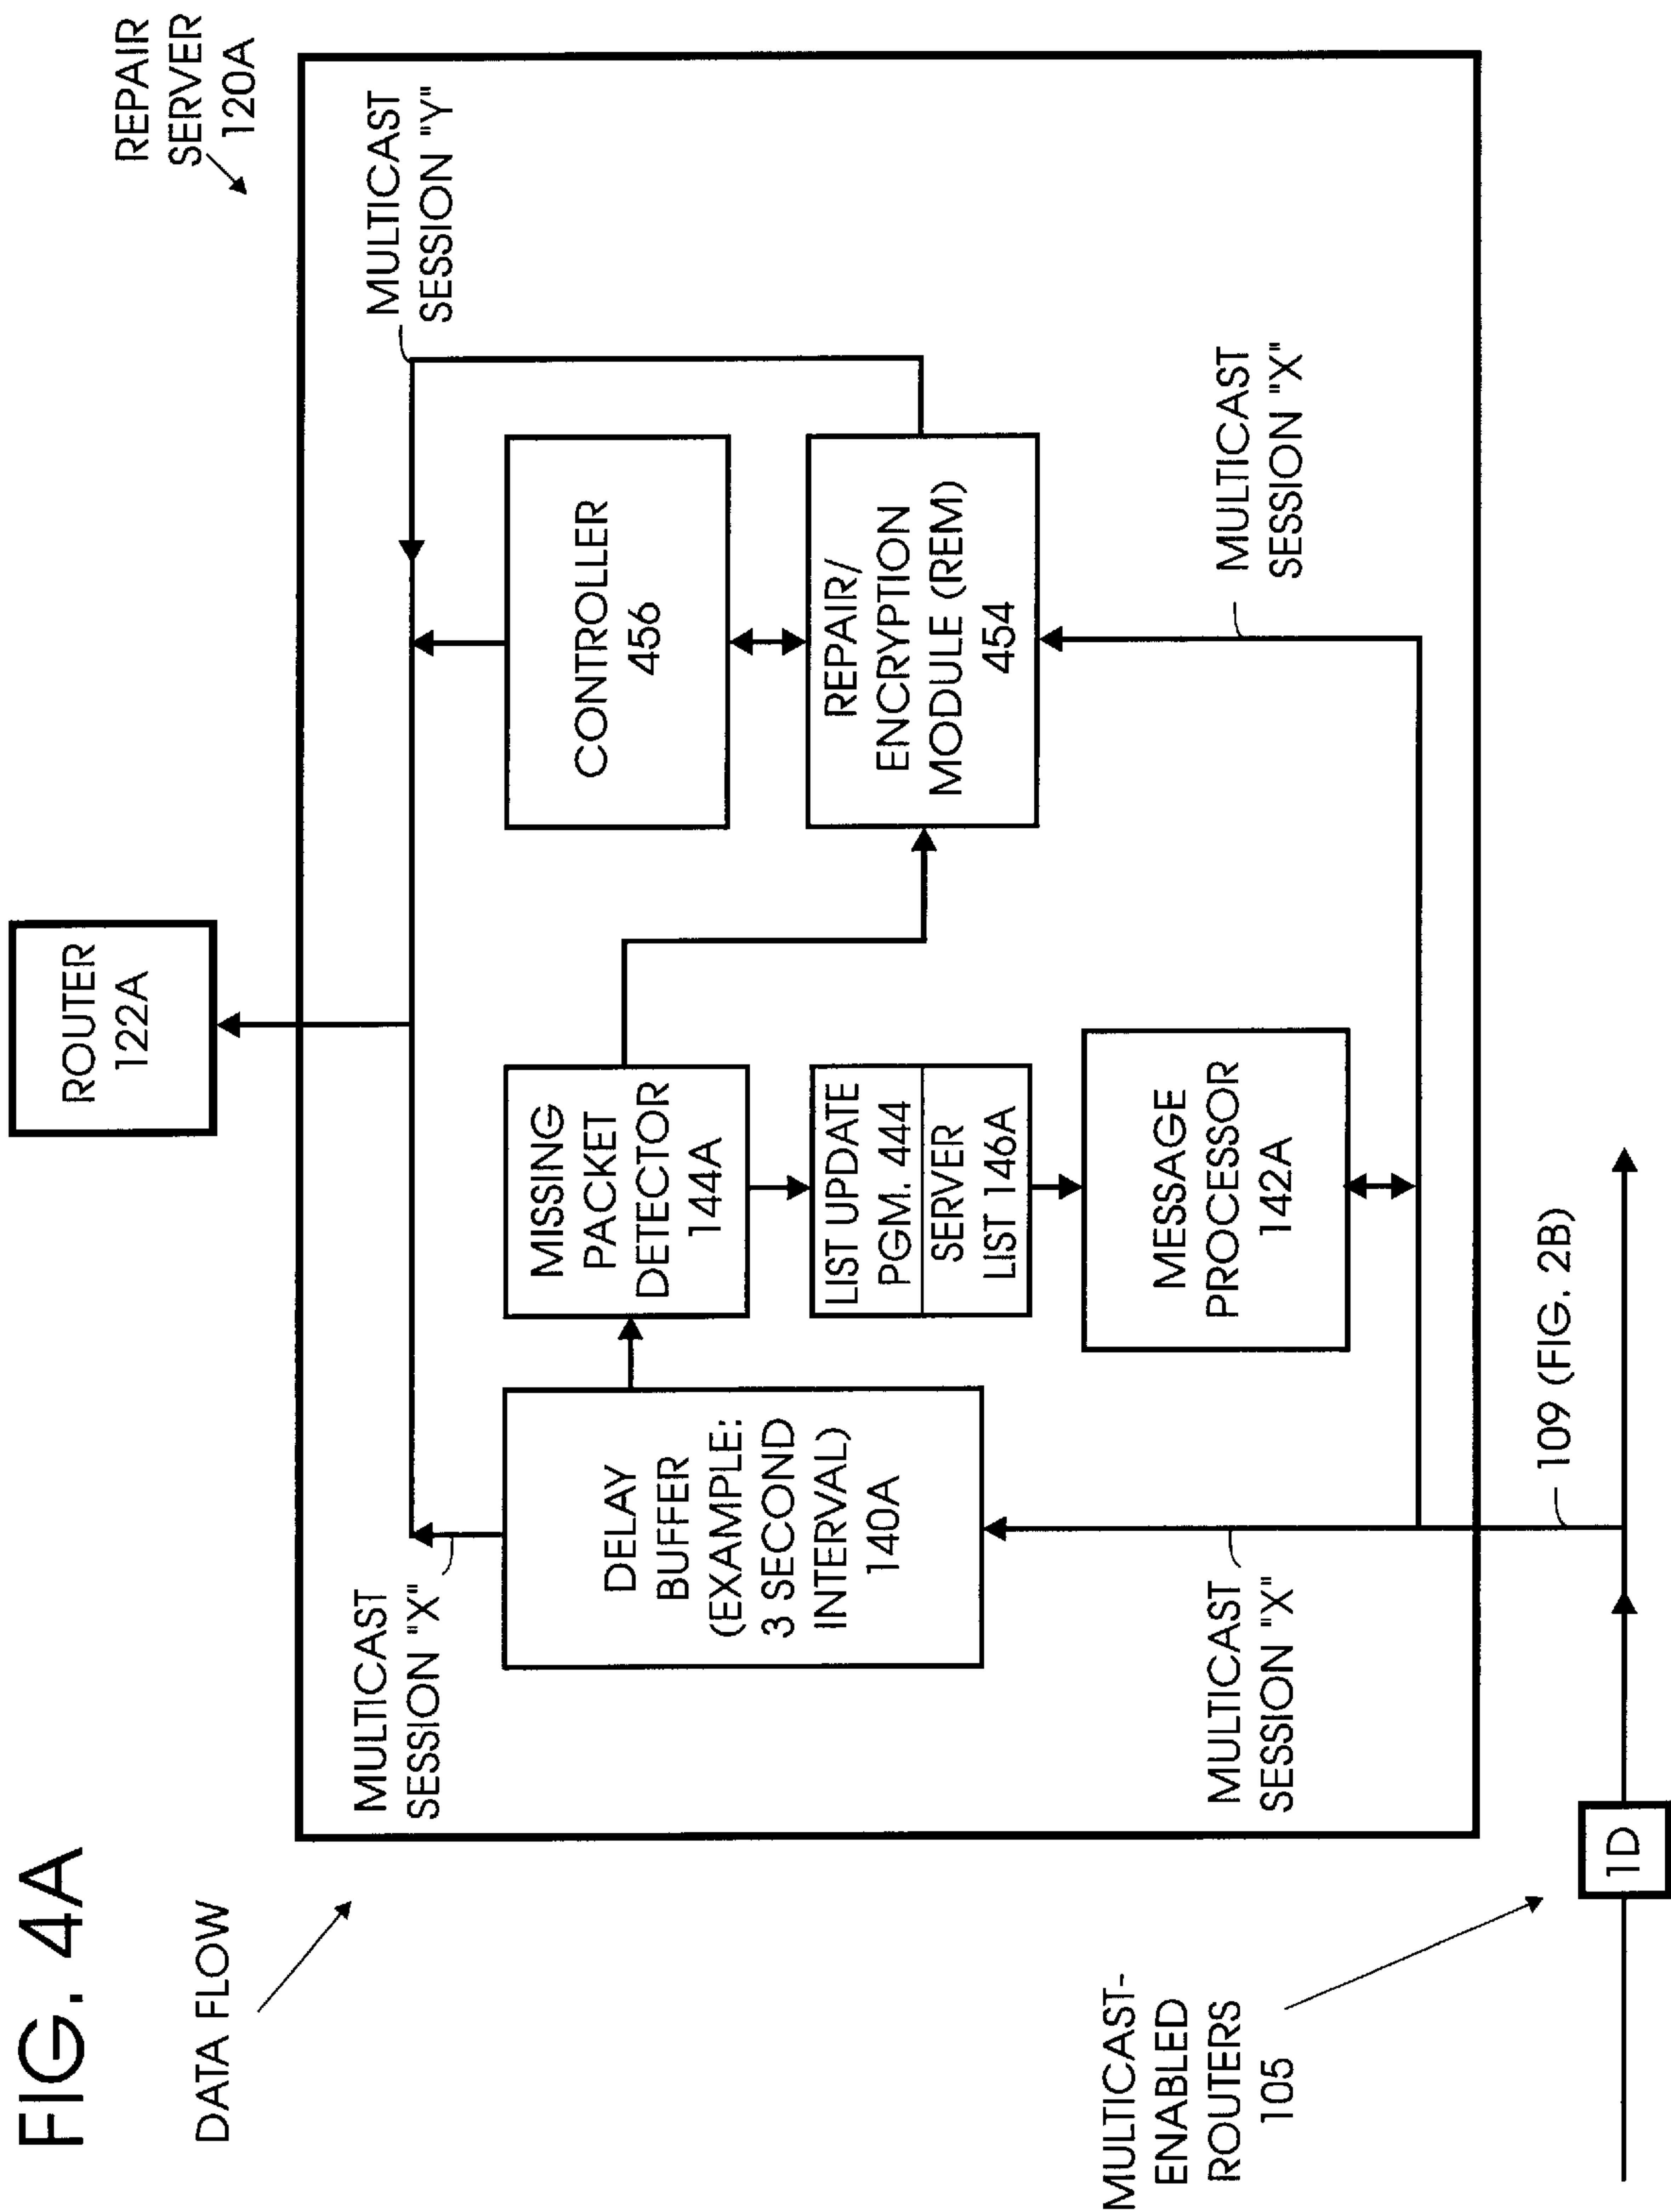 FIG. 4A
DATA FLOW
ROUTER
122A
REPAIR
SERVER
120A
MULTICAST
SESSION "X"
MULTICAST
SESSION "Y"
DELAY
BUFFER
(EXAMPLE:
3 SECOND
INTERVAL)
140A
MISSING
PACKET
DETECTOR
144A
LIST UPDATE
PGM. 444
SERVER
LIST 146A
MESSAGE
PROCESSOR
142A
CONTROLLER
456
REPAIR/
ENCRYPTION
MODULE (REM)
454
MULTICAST
SESSION "X"
MULTICAST
SESSION "X"
MULTICAST-
ENABLED
ROUTERS
105
1D
109 (FIG. 2B)